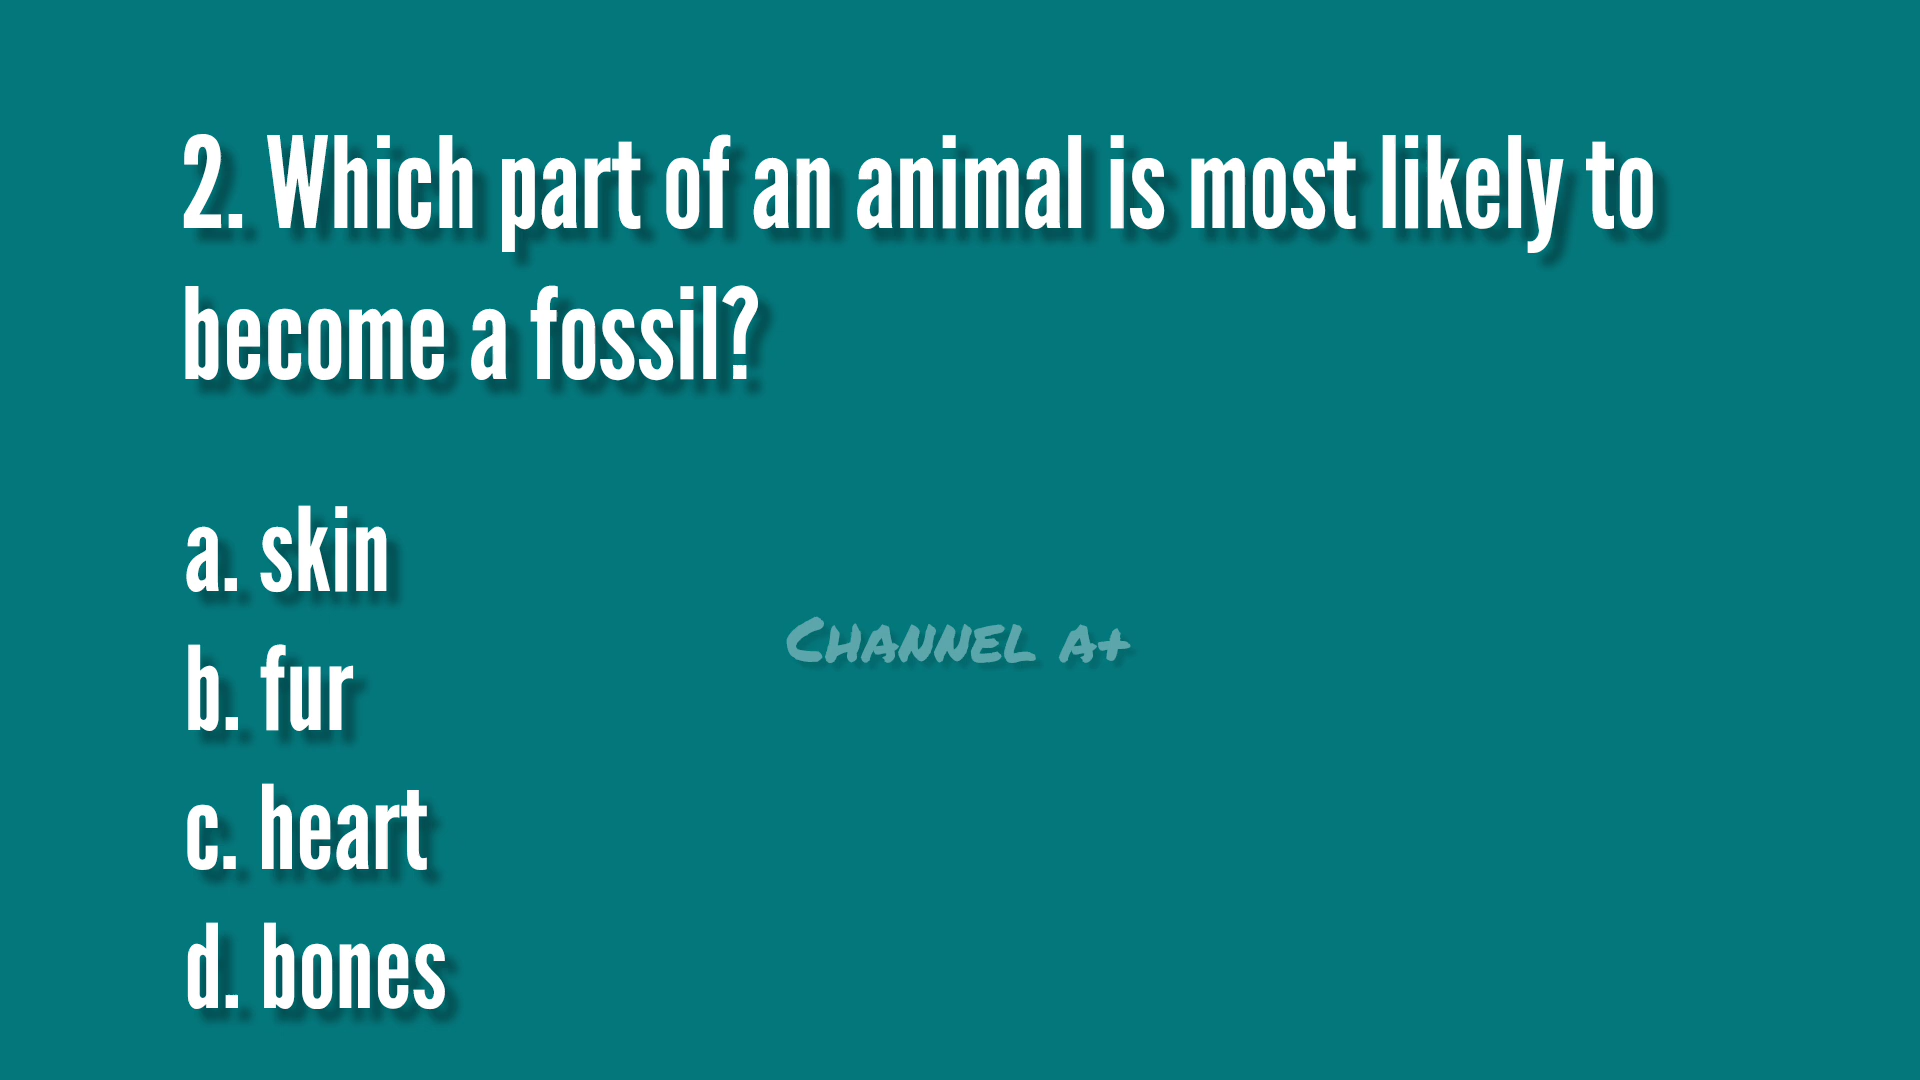 2. Which part of an animal is most likely to
become a fossil?
a. skin
b. fur
Channel A+
c. heart
d. bones